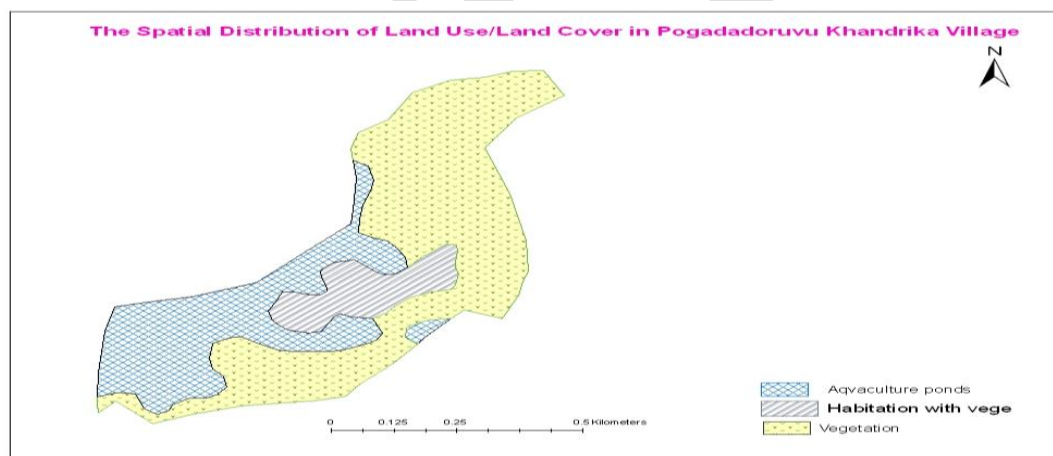 The Spatial Distribution of Land Use/Land Cover in Pogadadoruvu Khandrika Village
N
Aqvaculture ponds
Habitation with vege
Vegetation
0 0.125 0.25 0.5 Kilometers